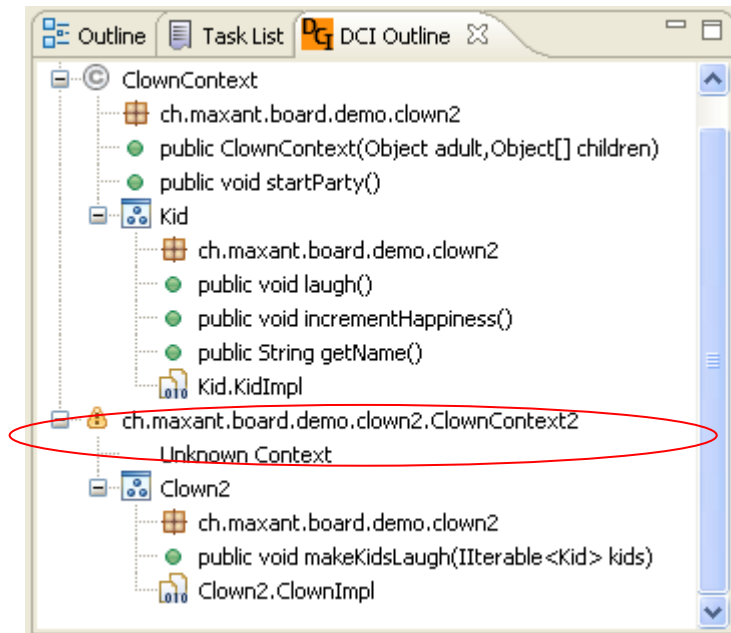 Outline Task List DCI DCI Outline
C ClownContext
ch.maxant.board.demo.clown2
public ClownContext(Object adult,Object[] children)
public void startParty()
Kid
ch.maxant.board.demo.clown2
public void laugh()
public void incrementHappiness()
public String getName()
010 Kid.KidImpl
ch.maxant.board.demo.clown2.ClownContext2
Unknown Context
Clown2
ch.maxant.board.demo.clown2
public void makeKidsLaugh(IIterable<Kid> kids)
010 Clown2.ClownImpl